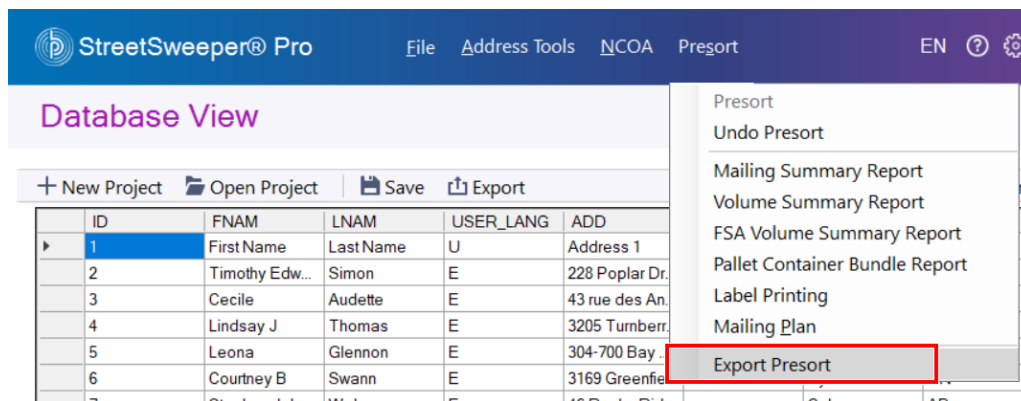 StreetSweeper® Pro File Address Tools NCOA Presort EN
Database View
Presort
Undo Presort
Mailing Summary Report
Volume Summary Report
FSA Volume Summary Report
Pallet Container Bundle Report
Label Printing
Mailing Plan
Export Presort
New Project Open Project Save Export
ID FNAM LNAM USER_LANG ADD
1 First Name Last Name U Address 1
2 Timothy Edw... Simon E 228 Poplar Dr.
3 Cecile Audette E 43 rue des An.
4 Lindsay J Thomas E 3205 Turnberr.
5 Leona Glennon E 304-700 Bay ..
6 Courtney B Swann E 3169 Greenfie